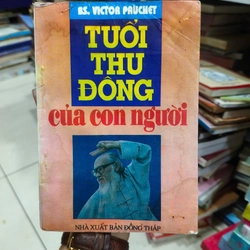 BS. VICTOR PAUCHET
TUỔI
THU
ĐÔNG
của con người
NHÀ XUẤT BẢN ĐỒNG THÁP